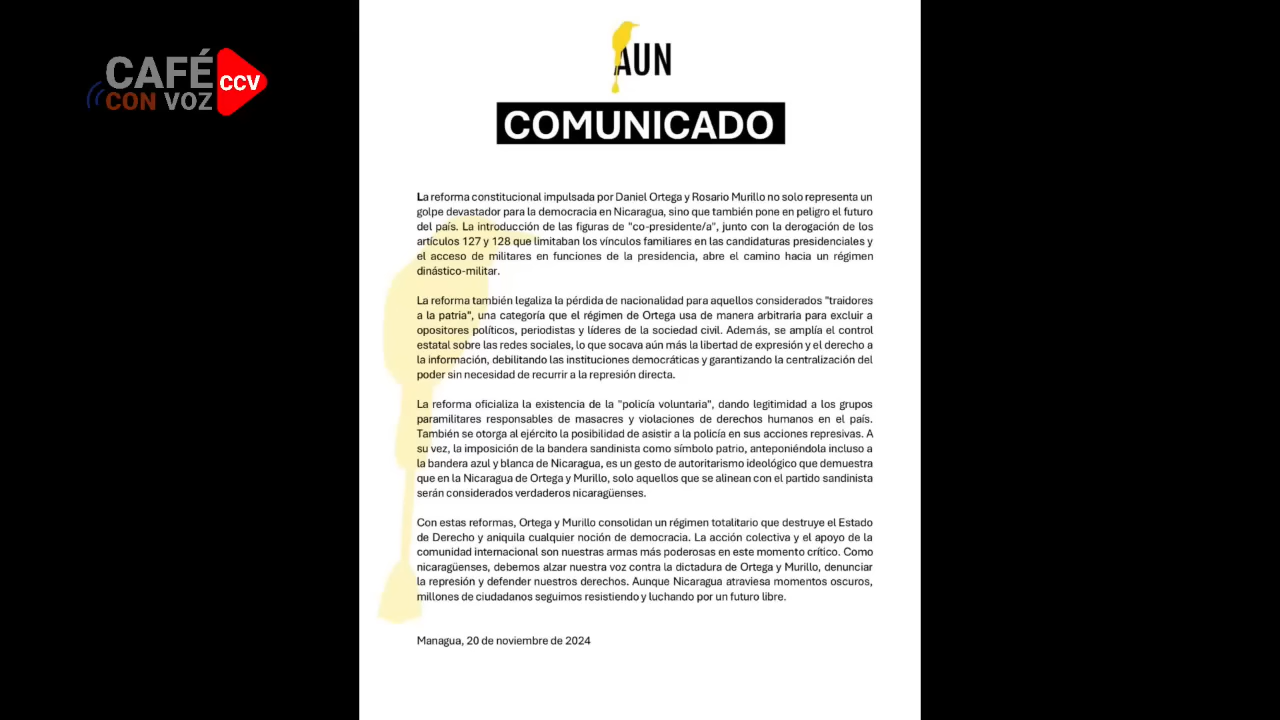 CAFÉ
CON VOZ
CCV
AUN
COMUNICADO
La reforma constitucional impulsada por Daniel Ortega y Rosario Murillo no solo representa un
golpe devastador para la democracia en Nicaragua, sino que también pone en peligro el futuro
del país. La introducción de las figuras de "co-presidente/a", junto con la derogación de los
artículos 127 y 128 que limitaban los vínculos familiares en las candidaturas presidenciales y
el acceso de militares en funciones de la presidencia, abre el camino hacia un régimen
dinástico-militar.
La reforma también legaliza la pérdida de nacionalidad para aquellos considerados "traidores
a la patria", una categoría que el régimen de Ortega usa de manera arbitraria para excluir a
opositores políticos, periodistas y líderes de la sociedad civil. Además, se amplía el control
estatal sobre las redes sociales, lo que socava aún más la libertad de expresión y el derecho a
la información, debilitando las instituciones democráticas y garantizando la centralización del
poder sin necesidad de recurrir a la represión directa.
La reforma oficializa la existencia de la "policía voluntaria", dando legitimidad a los grupos
paramilitares responsables de masacres y violaciones de derechos humanos en el país.
También se otorga al ejército la posibilidad de asistir a la policía en sus acciones represivas. A
su vez, la imposición de la bandera sandinista como símbolo patrio, anteponiéndola incluso a
la bandera azul y blanca de Nicaragua, es un gesto de autoritarismo ideológico que demuestra
que en la Nicaragua de Ortega y Murillo, solo aquellos que se alinean con el partido sandinista
serán considerados verdaderos nicaragüenses.
Con estas reformas, Ortega y Murillo consolidan un régimen totalitario que destruye el Estado
de Derecho y aniquila cualquier noción de democracia. La acción colectiva y el apoyo de la
comunidad internacional son nuestras armas más poderosas en este momento crítico. Como
nicaragüenses, debemos alzar nuestra voz contra la dictadura de Ortega y Murillo, denunciar
la represión y defender nuestros derechos. Aunque Nicaragua atraviesa momentos oscuros,
millones de ciudadanos seguimos resistiendo y luchando por un futuro libre.
Managua, 20 de noviembre de 2024